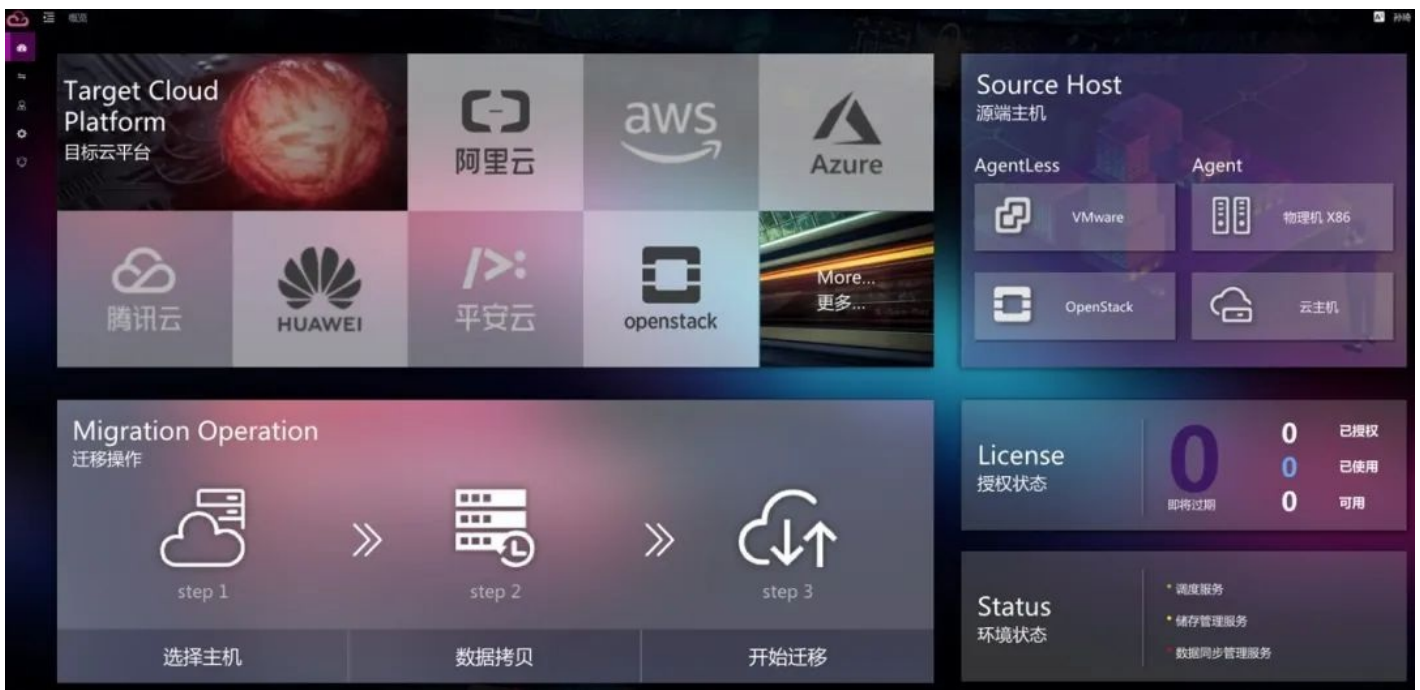 概览
孙琦
Target Cloud
Platform
目标云平台
阿里云
aws
Azure
腾讯云
HUAWEI
平安云
openstack
More...
更多...
Source Host
源端主机
AgentLess
Agent
VMware
物理机 X86
OpenStack
云主机
Migration Operation
迁移操作
step 1
step 2
step 3
选择主机
数据拷贝
开始迁移
License
授权状态
0
即将过期
0 已授权
0 已使用
0 可用
Status
环境状态
调度服务
储存管理服务
数据同步管理服务